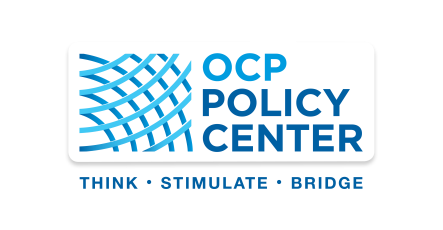 OCP
POLICY
CENTER
THINK • STIMULATE • BRIDGE